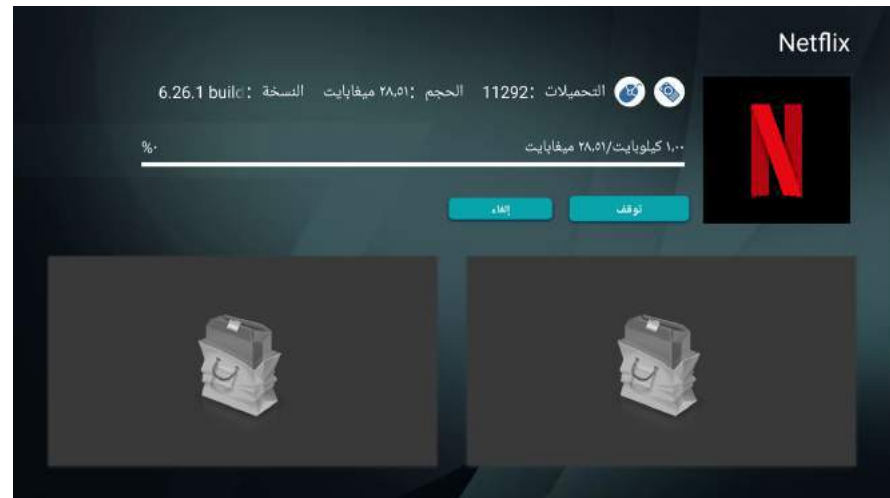 Netflix
التحميلات :11292 الحجم :٢٨,٥١ ميغابايت النسخة :6.26.1 build
١,٠٠ كيلوبايت/٢٨,٥١ ميغابايت ٠%
توقف إلغاء